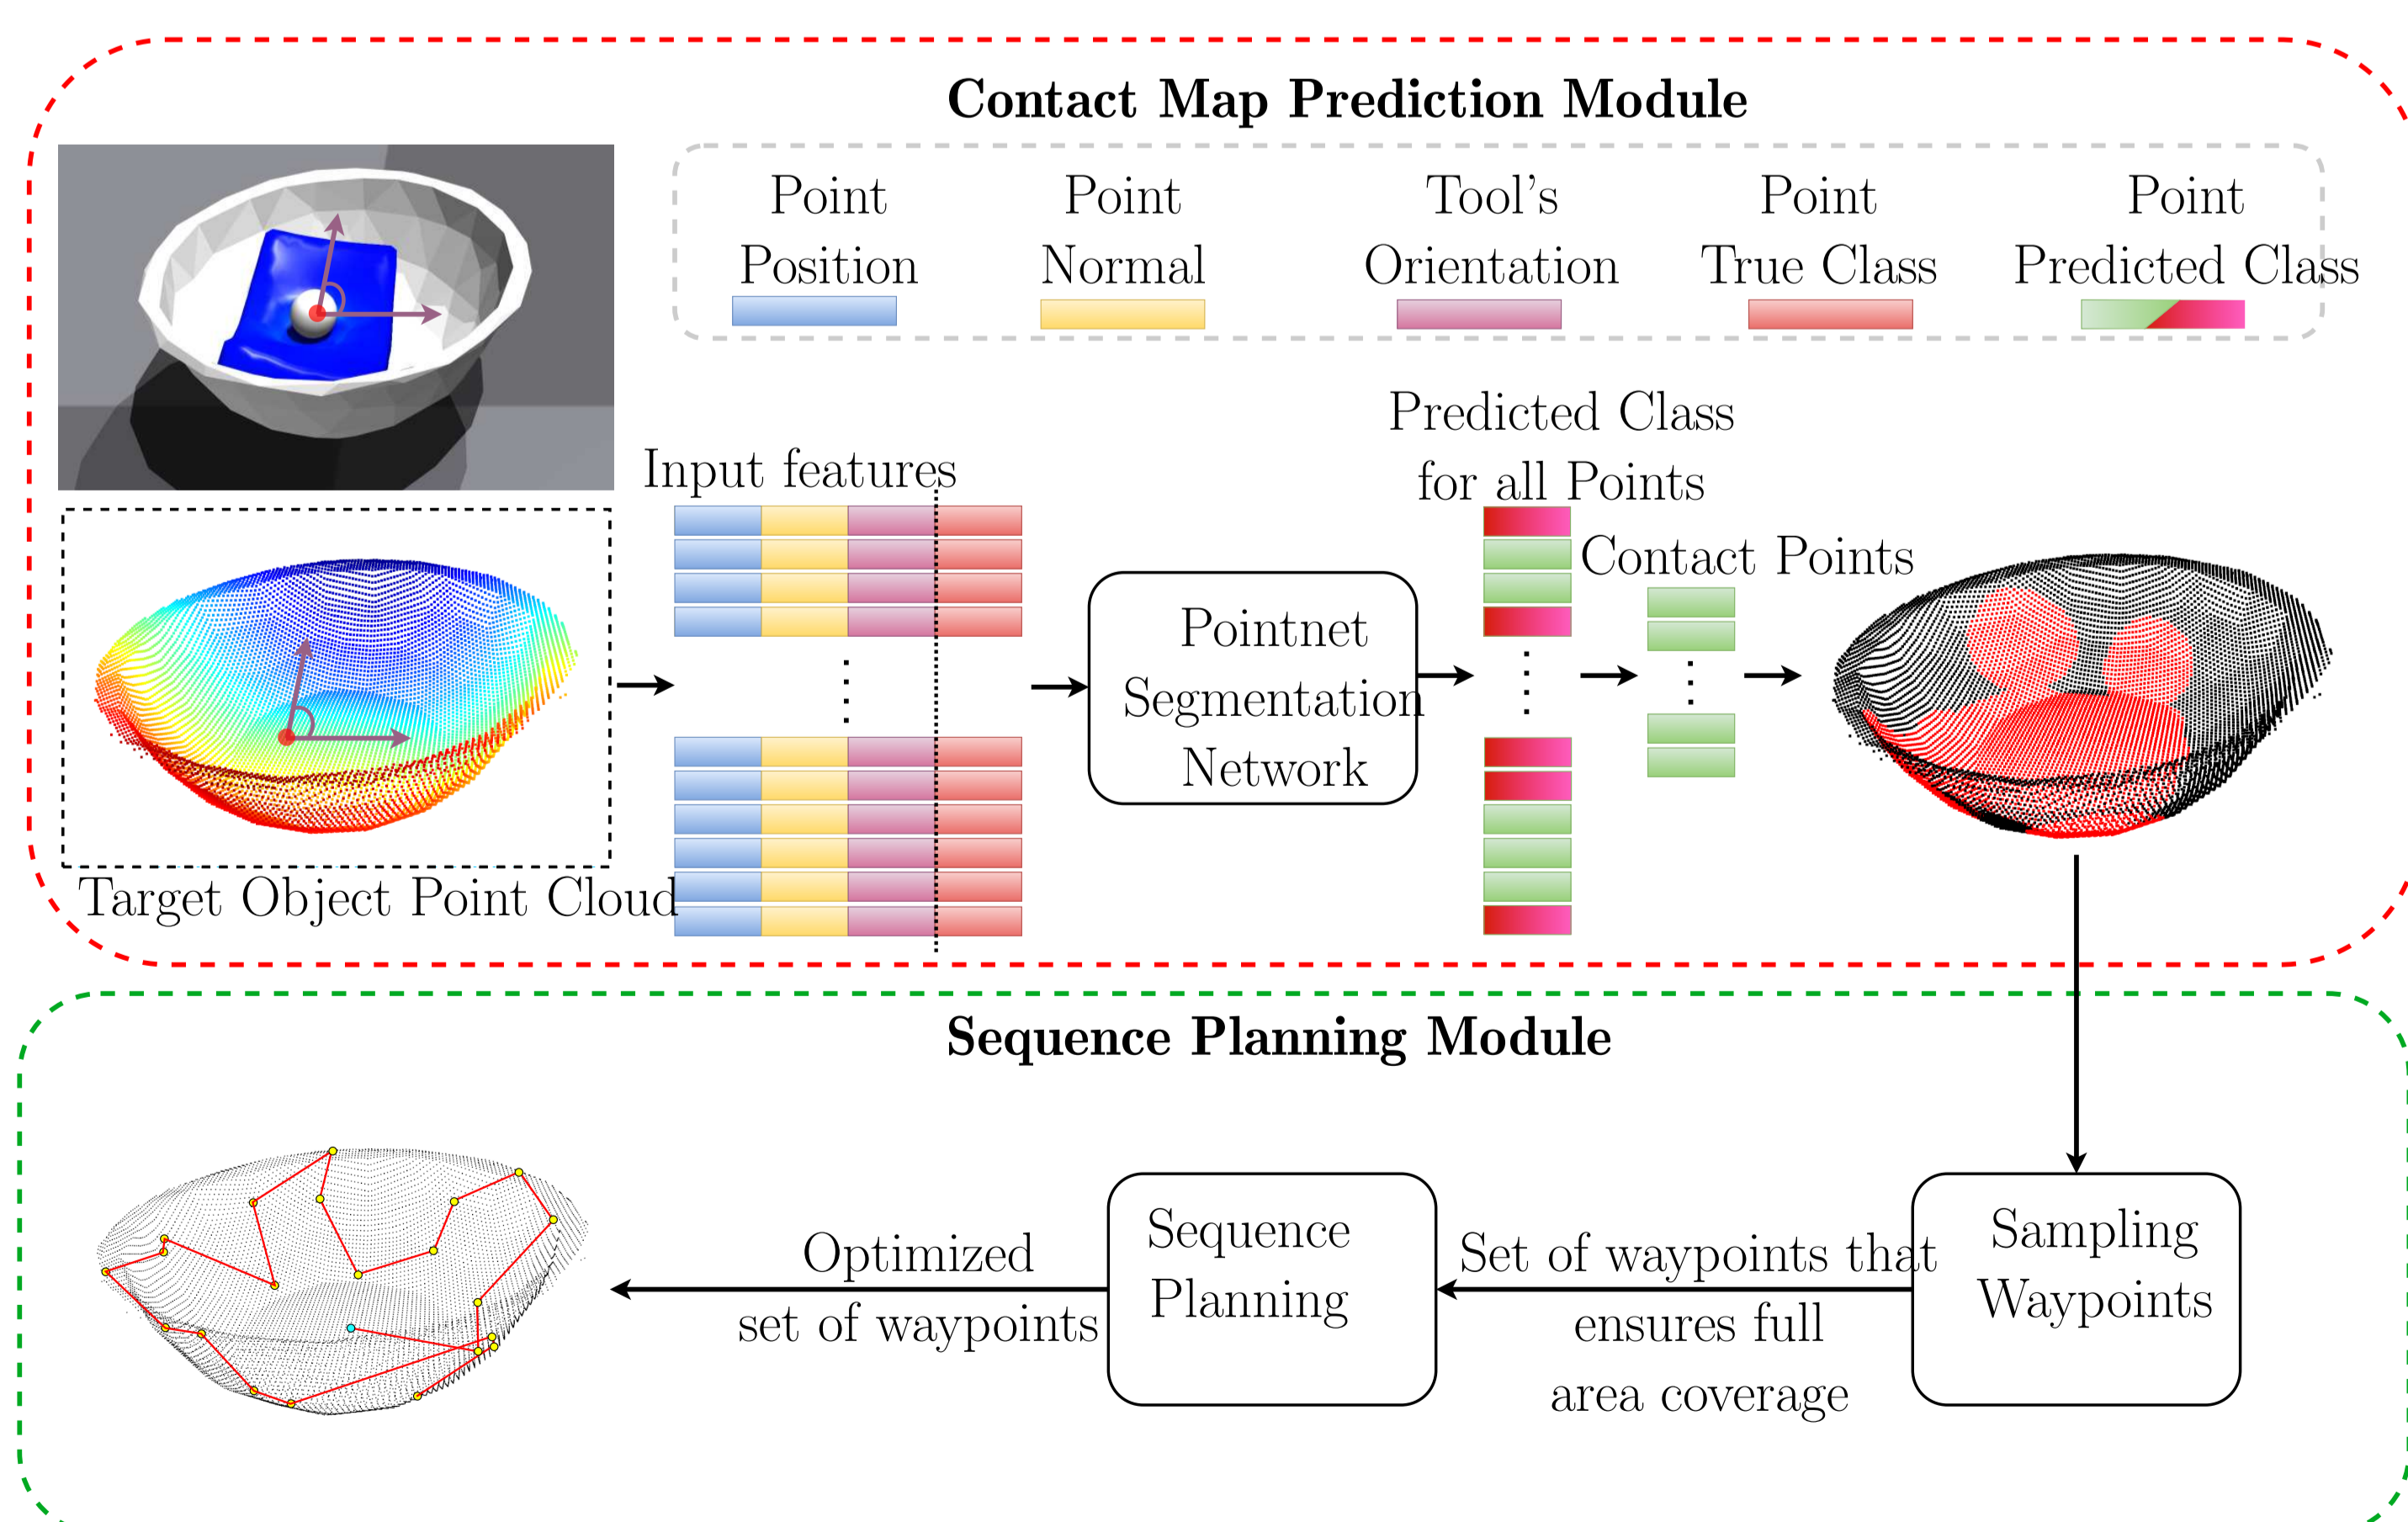 Contact Map Prediction Module
Point
Position
Point
Normal
Tool's
Orientation
Point
True Class
Point
Predicted Class
Input features
Target Object Point Cloud
Pointnet
Segmentation
Network
Predicted Class
for all Points
Contact Points
Sequence Planning Module
Sampling
Waypoints
Set of waypoints that
ensures full
area coverage
Sequence
Planning
Optimized
set of waypoints